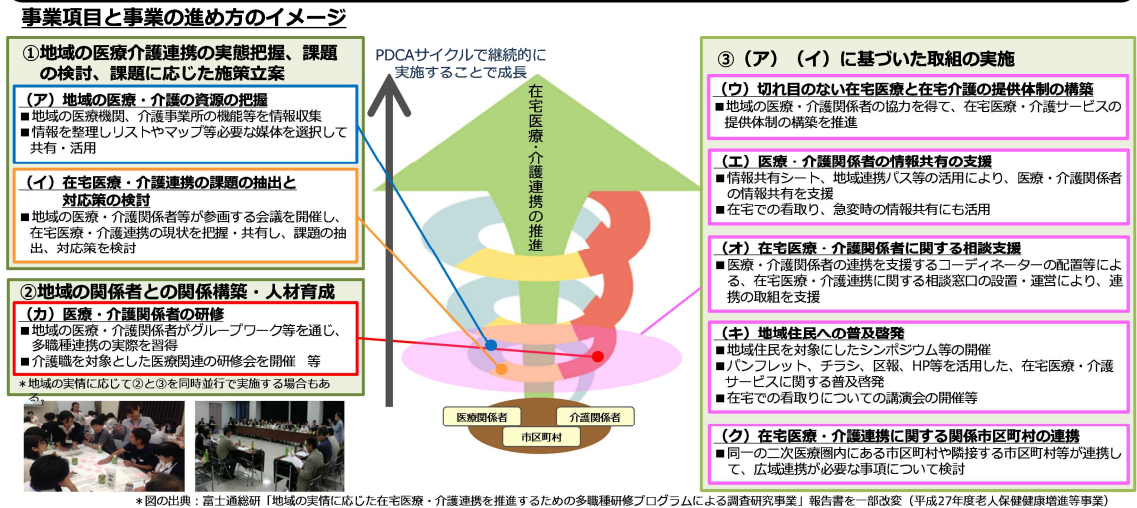 事業項目と事業の進め方のイメージ
①地域の医療介護連携の実態把握、課題
の検討、課題に応じた施策立案
（ア）地域の医療・介護の資源の把握
■地域の医療機関、介護事業所の機能等を情報収集
■情報を整理しリストやマップ等必要な媒体を選択して
共有・活用
（イ）在宅医療・介護連携の課題の抽出と
対応策の検討
■地域の医療・介護関係者等が参画する会議を開催し、
在宅医療・介護連携の現状を把握・共有し、課題の抽
出、対応策を検討
②地域の関係者との関係構築・人材育成
（カ）医療・介護関係者の研修
■地域の医療・介護関係者がグループワーク等を通じ、
多職種連携の実際を習得
■介護職を対象とした医療関連の研修会を開催　等
＊地域の実情に応じて②と③を同時並行で実施する場合もあ
る。
PDCAサイクルで継続的に
実施することで成長
在宅医療・介護連携の推進
医療関係者
介護関係者
市区町村
③（ア）（イ）に基づいた取組の実施
（ウ）切れ目のない在宅医療と在宅介護の提供体制の構築
■地域の医療・介護関係者の協力を得て、在宅医療・介護サービスの
提供体制の構築を推進
（エ）医療・介護関係者の情報共有の支援
■情報共有シート、地域連携パス等の活用により、医療・介護関係者
の情報共有を支援
■在宅での看取り、急変時の情報共有にも活用
（オ）在宅医療・介護関係者に関する相談支援
■医療・介護関係者の連携を支援するコーディネーターの配置等によ
る、在宅医療・介護連携に関する相談窓口の設置・運営により、連
携の取組を支援
（キ）地域住民への普及啓発
■地域住民を対象にしたシンポジウム等の開催
■パンフレット、チラシ、区報、HP等を活用した、在宅医療・介護
サービスに関する普及啓発
■在宅での看取りについての講演会の開催等
（ク）在宅医療・介護連携に関する関係市区町村の連携
■同一の二次医療圏内にある市区町村や隣接する市区町村等が連携し
て、広域連携が必要な事項について検討
＊図の出典：富士通総研「地域の実情に応じた在宅医療・介護連携を推進するための多職種研修プログラムによる調査研究事業」報告書を一部改変（平成27年度老人保健健康増進等事業）